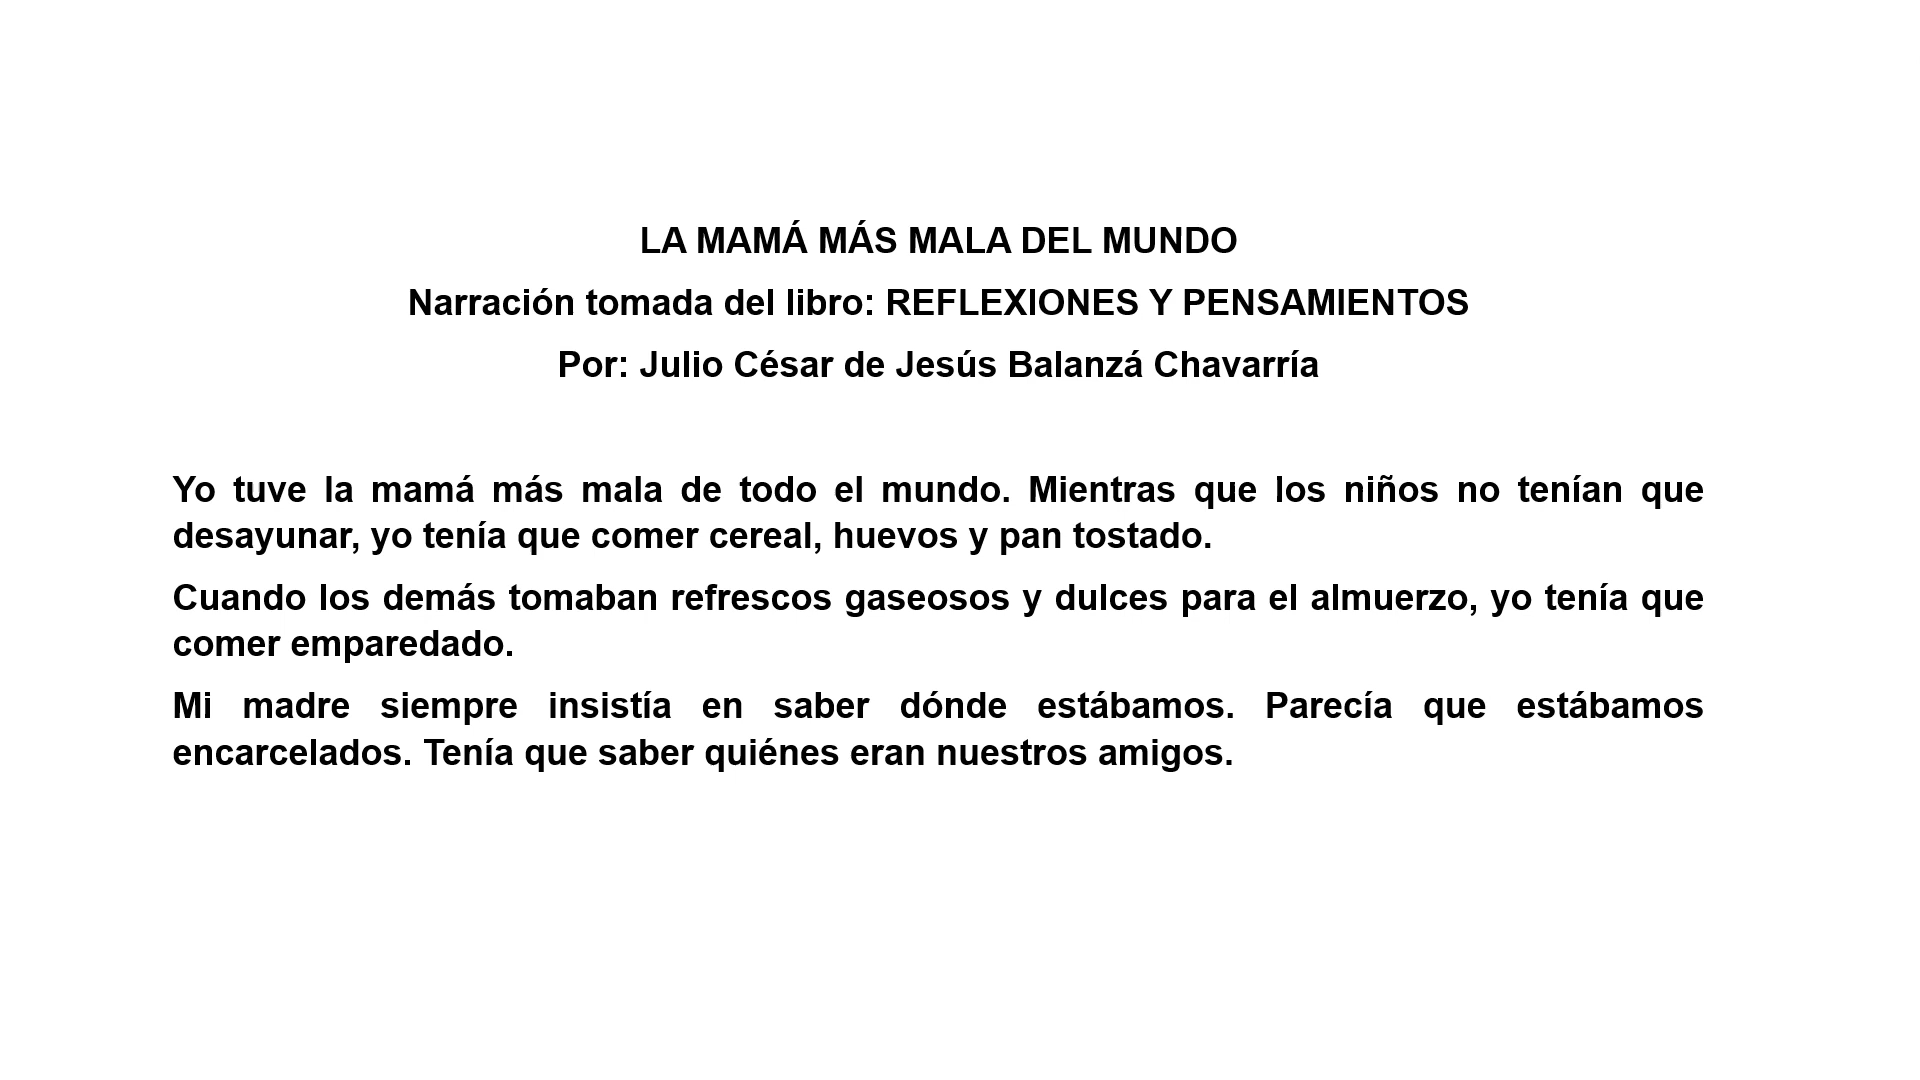 LA MAMÁ MÁS MALA DEL MUNDO
Narración tomada del libro: REFLEXIONES Y PENSAMIENTOS
Por: Julio César de Jesús Balanzá Chavarría
Yo tuve la mamá más mala de todo el mundo. Mientras que los niños no tenían que
desayunar, yo tenía que comer cereal, huevos y pan tostado.
Cuando los demás tomaban refrescos gaseosos y dulces para el almuerzo, yo tenía que
comer emparedado.
Mi madre siempre insistía en saber dónde estábamos. Parecía que estábamos
encarcelados. Tenía que saber quiénes eran nuestros amigos.